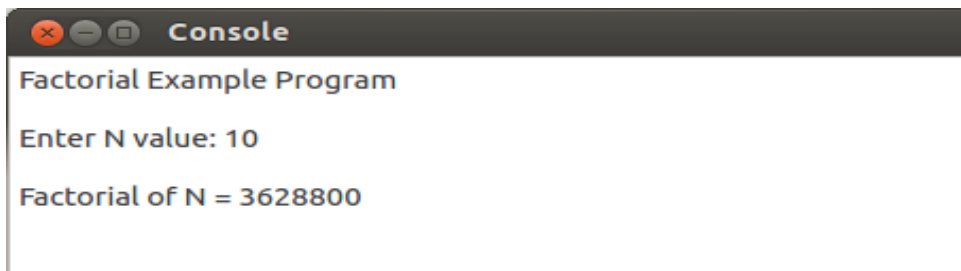 Console
Factorial Example Program
Enter N value: 10
Factorial of N = 3628800